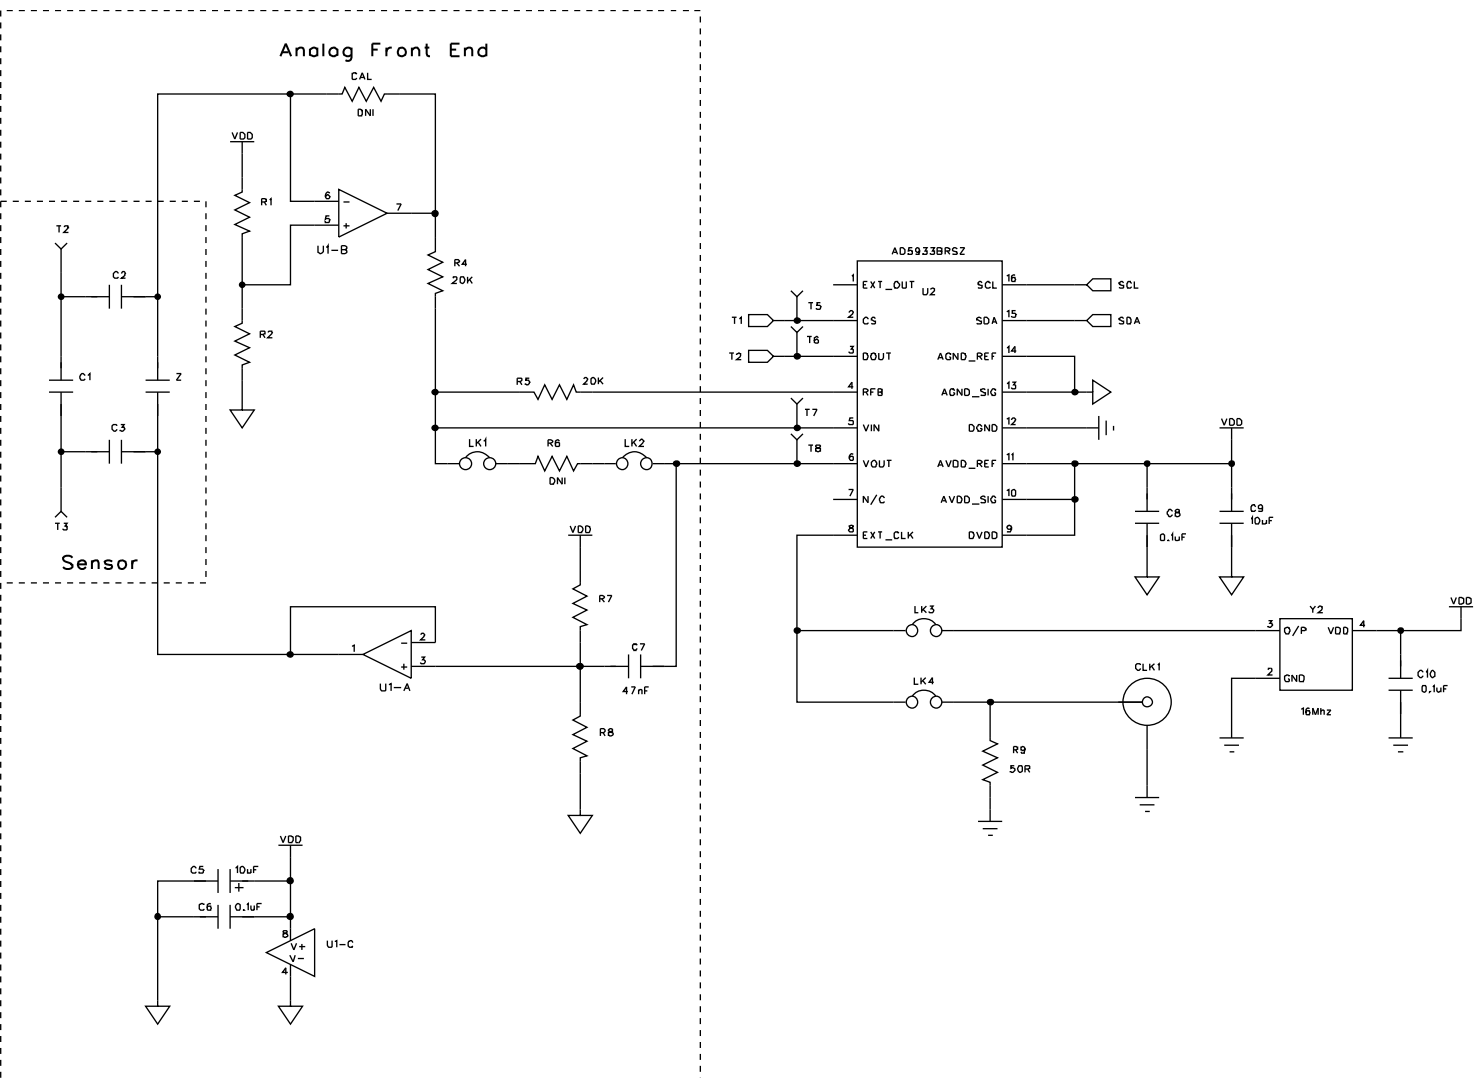 Analog Front End
CAL
DNI
VDD
R1
6
5
7
U1-B
T2
C2
R4
20K
R2
C1
Z
C3
T3
Sensor
R5
20K
LK1
R6
LK2
DNI
VDD
R7
1
2
3
U1-A
C7
47nF
R8
VDD
C5
10uF
C6
0.1uF
8
V+
V-
4
U1-C
AD5933BRSZ
U2
1
EXT_OUT
SCL
16
SCL
T5
T1
2
CS
SDA
15
SDA
T6
T2
3
DOUT
AGND_REF
14
4
RFB
AGND_SIG
13
T7
5
VIN
DGND
12
T8
6
VOUT
AVDD_REF
11
7
N/C
AVDD_SIG
10
8
EXT_CLK
DVDD
9
VDD
C8
0.1uF
C9
10uF
LK3
LK4
CLK1
R9
50R
Y2
3
O/P
VDD
4
2
GND
16Mhz
VDD
C10
0.1uF